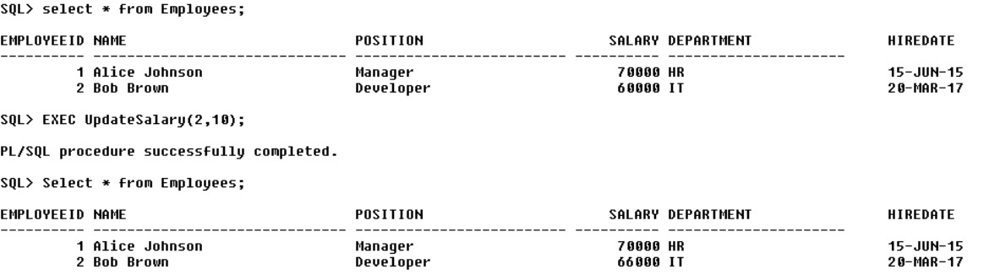 SQL> select * from Employees;
EMPLOYEEID NAME POSITION SALARY DEPARTMENT HIREDATE
---------- ------------------------------ ------------------------- ---------- --------------------- 
1 Alice Johnson Manager 70000 HR 15-JUN-15
2 Bob Brown Developer 60000 IT 20-MAR-17
SQL> EXEC UpdateSalary(2,10);
PL/SQL procedure successfully completed.
SQL> Select * from Employees;
EMPLOYEEID NAME POSITION SALARY DEPARTMENT HIREDATE
---------- ------------------------------ ------------------------- ---------- ---------------------
1 Alice Johnson Manager 70000 HR 15-JUN-15
2 Bob Brown Developer 66000 IT 20-MAR-17